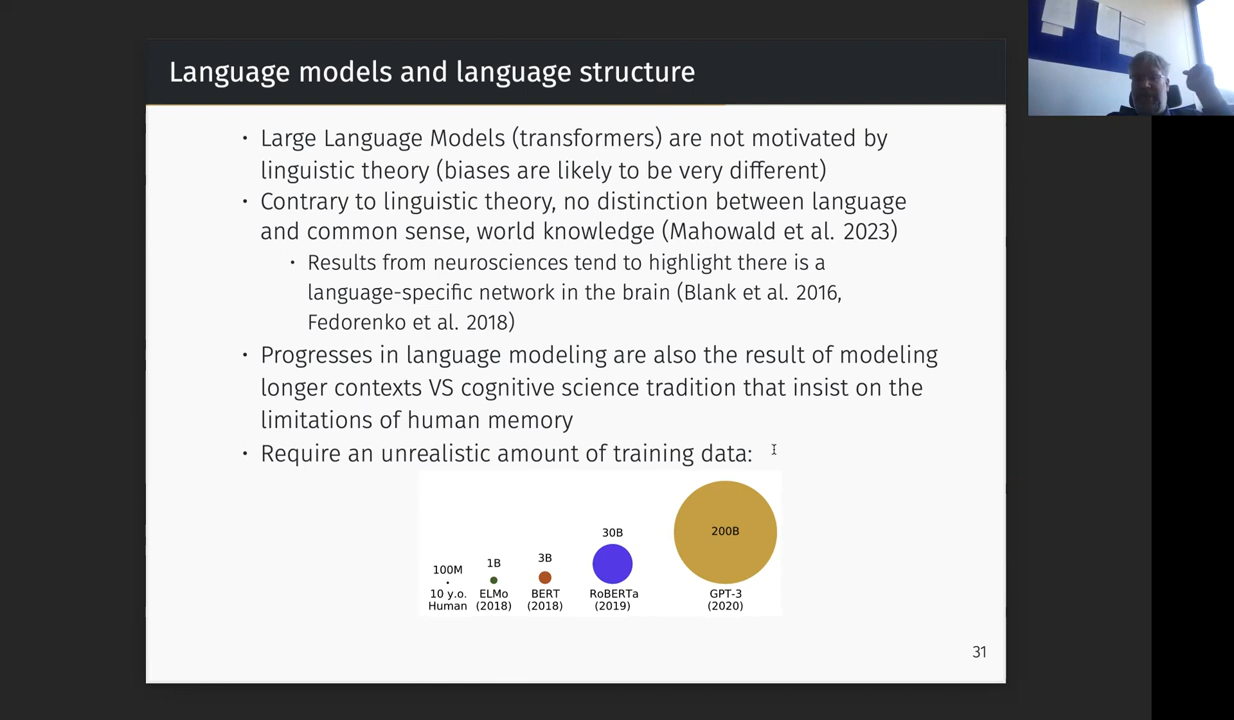 Language models and language structure
• Large Language Models (transformers) are not motivated by
linguistic theory (biases are likely to be very different)
• Contrary to linguistic theory, no distinction between language
and common sense, world knowledge (Mahowald et al. 2023)
• Results from neurosciences tend to highlight there is a
language-specific network in the brain (Blank et al. 2016,
Fedorenko et al. 2018)
• Progresses in language modeling are also the result of modeling
longer contexts VS cognitive science tradition that insist on the
limitations of human memory
• Require an unrealistic amount of training data:
100M
1B
3B
30B
200B
10 y.o. ELMo BERT RoBERTa GPT-3
Human (2018) (2018) (2019) (2020)
31